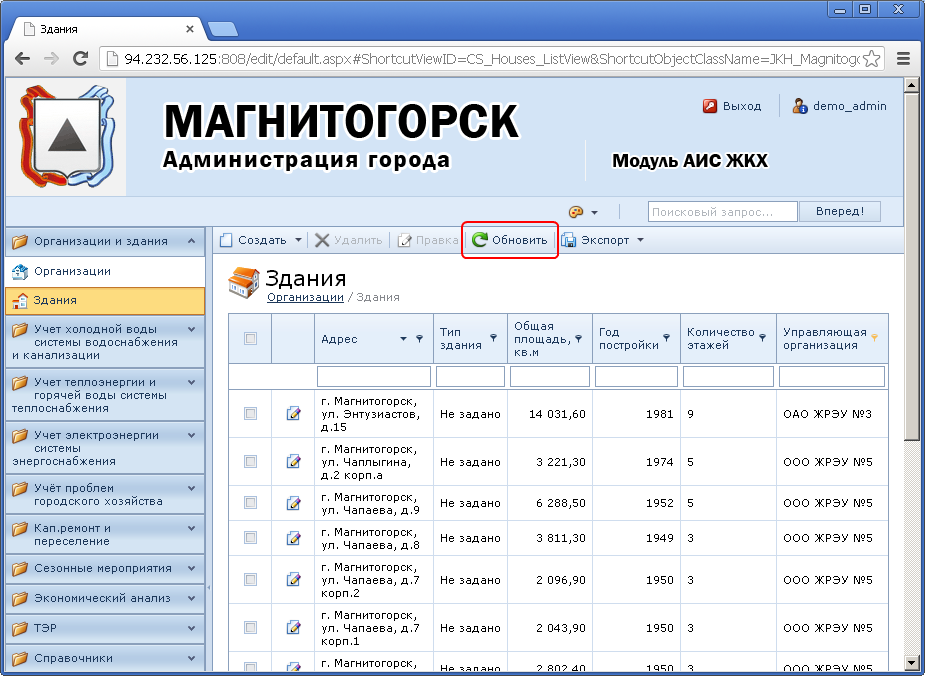 Здания
94.232.56.125:808/edit/default.aspx#ShortcutViewID=CS_Houses_ListView&ShortcutObjectClassName=JKH_Magnitogo
МАГНИТОГОРСК
Администрация города
Модуль АИС ЖКХ
Выход
demo_admin
Поисковый запрос...
Вперед!
Организации и здания
Организации
Здания
Учет холодной воды
системы водоснабжения
и канализации
Учет теплоэнергии и
горячей воды системы
теплоснабжения
Учет электроэнергии
системы
энергоснабжения
Учёт проблем
городского хозяйства
Кап.ремонт и
переселение
Сезонные мероприятия
Экономический анализ
ТЭР
Справочники
Создать
Удалить
Правка
Обновить
Экспорт
Здания
Организации / Здания
Адрес
Тип
здания
Общая
площадь,
кв.м
Год
постройки
Количество
этажей
Управляющая
организация
г. Магнитогорск,
ул. Энтузиастов,
д.15
Не задано
14 031,60
1981
9
ОАО ЖРЭУ №3
г. Магнитогорск,
ул. Чаплыгина,
д.2 корп.а
Не задано
3 221,30
1974
5
ООО ЖРЭУ №5
г. Магнитогорск,
ул. Чапаева, д.9
Не задано
6 288,50
1952
5
ООО ЖРЭУ №5
г. Магнитогорск,
ул. Чапаева, д.8
Не задано
3 811,30
1949
3
ООО ЖРЭУ №5
г. Магнитогорск,
ул. Чапаева, д.7
корп.2
Не задано
2 096,90
1950
3
ООО ЖРЭУ №5
г. Магнитогорск,
ул. Чапаева, д.7
корп.1
Не задано
2 043,90
1950
3
ООО ЖРЭУ №5
г. Магнитогорск,
Не задано
2 802,40
1950
3
ООО ЖРЭУ №5